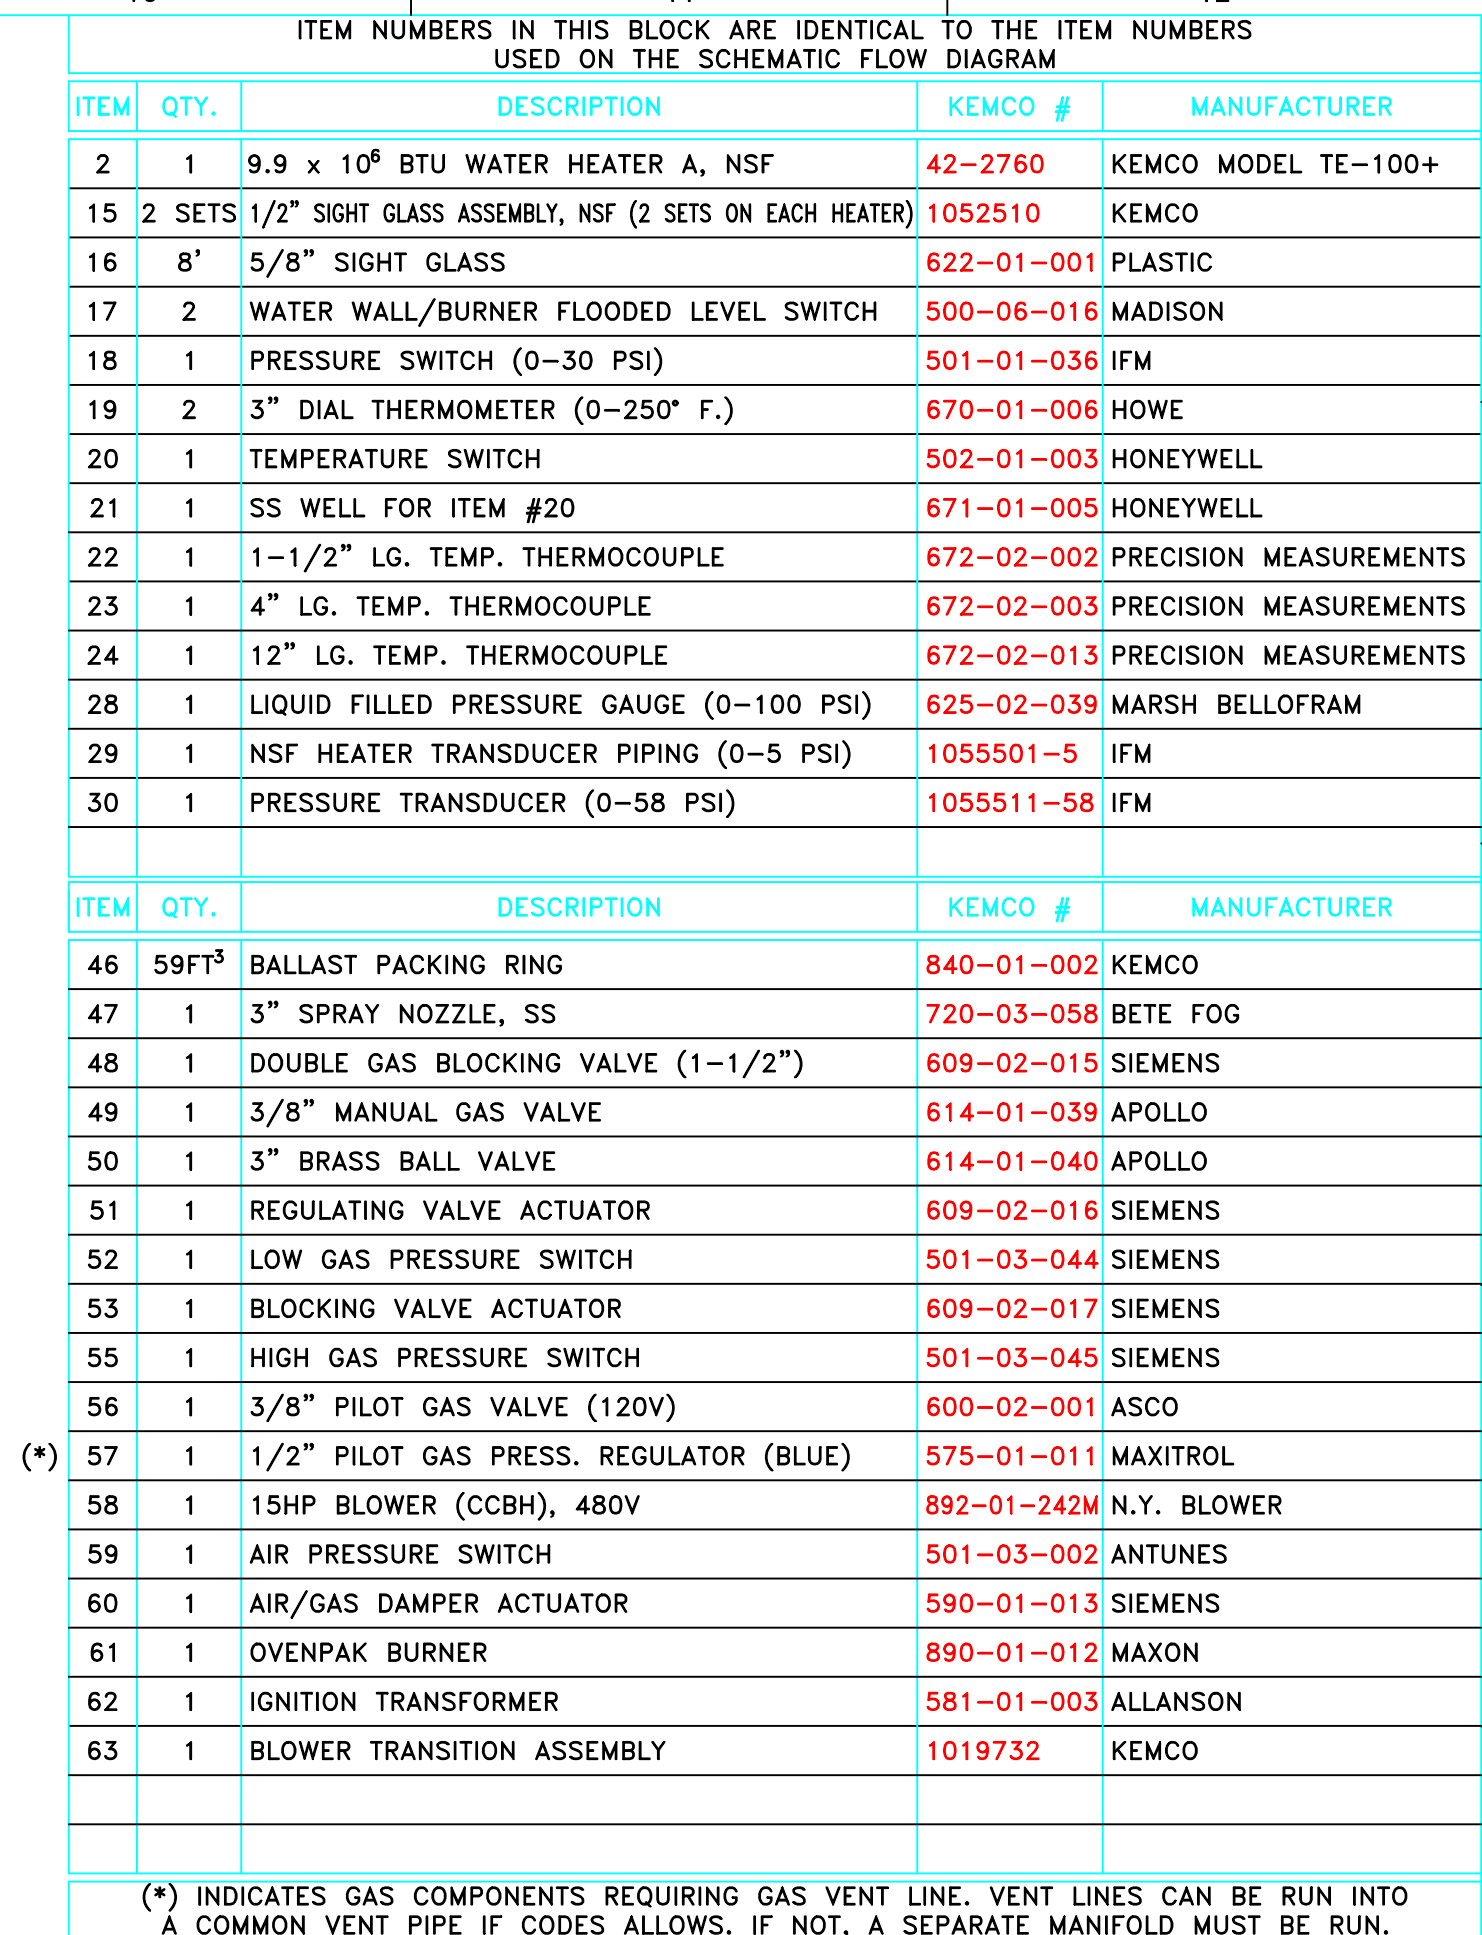 ITEM NUMBERS IN THIS BLOCK ARE IDENTICAL TO THE ITEM NUMBERS
USED ON THE SCHEMATIC FLOW DIAGRAM
ITEM QTY. DESCRIPTION KEMCO # MANUFACTURER
2 1 9.9 x 10⁶ BTU WATER HEATER A, NSF 42-2760 KEMCO MODEL TE-100+
15 2 SETS 1/2" SIGHT GLASS ASSEMBLY, NSF (2 SETS ON EACH HEATER) 1052510 KEMCO
16 8' 5/8" SIGHT GLASS 622-01-001 PLASTIC
17 2 WATER WALL/BURNER FLOODED LEVEL SWITCH 500-06-016 MADISON
18 1 PRESSURE SWITCH (0-30 PSI) 501-01-036 IFM
19 2 3" DIAL THERMOMETER (0-250° F.) 670-01-006 HOWE
20 1 TEMPERATURE SWITCH 502-01-003 HONEYWELL
21 1 SS WELL FOR ITEM #20 671-01-005 HONEYWELL
22 1 1-1/2" LG. TEMP. THERMOCOUPLE 672-02-002 PRECISION MEASUREMENTS
23 1 4" LG. TEMP. THERMOCOUPLE 672-02-003 PRECISION MEASUREMENTS
24 1 12" LG. TEMP. THERMOCOUPLE 672-02-013 PRECISION MEASUREMENTS
28 1 LIQUID FILLED PRESSURE GAUGE (0-100 PSI) 625-02-039 MARSH BELLOFRAM
29 1 NSF HEATER TRANSDUCER PIPING (0-5 PSI) 1055501-5 IFM
30 1 PRESSURE TRANSDUCER (0-58 PSI) 1055511-58 IFM
ITEM QTY. DESCRIPTION KEMCO # MANUFACTURER
46 59FT³ BALLAST PACKING RING 840-01-002 KEMCO
47 1 3" SPRAY NOZZLE, SS 720-03-058 BETE FOG
48 1 DOUBLE GAS BLOCKING VALVE (1-1/2") 609-02-015 SIEMENS
49 1 3/8" MANUAL GAS VALVE 614-01-039 APOLLO
50 1 3" BRASS BALL VALVE 614-01-040 APOLLO
51 1 REGULATING VALVE ACTUATOR 609-02-016 SIEMENS
52 1 LOW GAS PRESSURE SWITCH 501-03-044 SIEMENS
53 1 BLOCKING VALVE ACTUATOR 609-02-017 SIEMENS
55 1 HIGH GAS PRESSURE SWITCH 501-03-045 SIEMENS
56 1 3/8" PILOT GAS VALVE (120V) 600-02-001 ASCO
(*) 57 1 1/2" PILOT GAS PRESS. REGULATOR (BLUE) 575-01-011 MAXITROL
58 1 15HP BLOWER (CCBH), 480V 892-01-242M N.Y. BLOWER
59 1 AIR PRESSURE SWITCH 501-03-002 ANTUNES
60 1 AIR/GAS DAMPER ACTUATOR 590-01-013 SIEMENS
61 1 OVENPAK BURNER 890-01-012 MAXON
62 1 IGNITION TRANSFORMER 581-01-003 ALLANSON
63 1 BLOWER TRANSITION ASSEMBLY 1019732 KEMCO
(*) INDICATES GAS COMPONENTS REQUIRING GAS VENT LINE. VENT LINES CAN BE RUN INTO
A COMMON VENT PIPE IF CODES ALLOWS. IF NOT, A SEPARATE MANIFOLD MUST BE RUN.